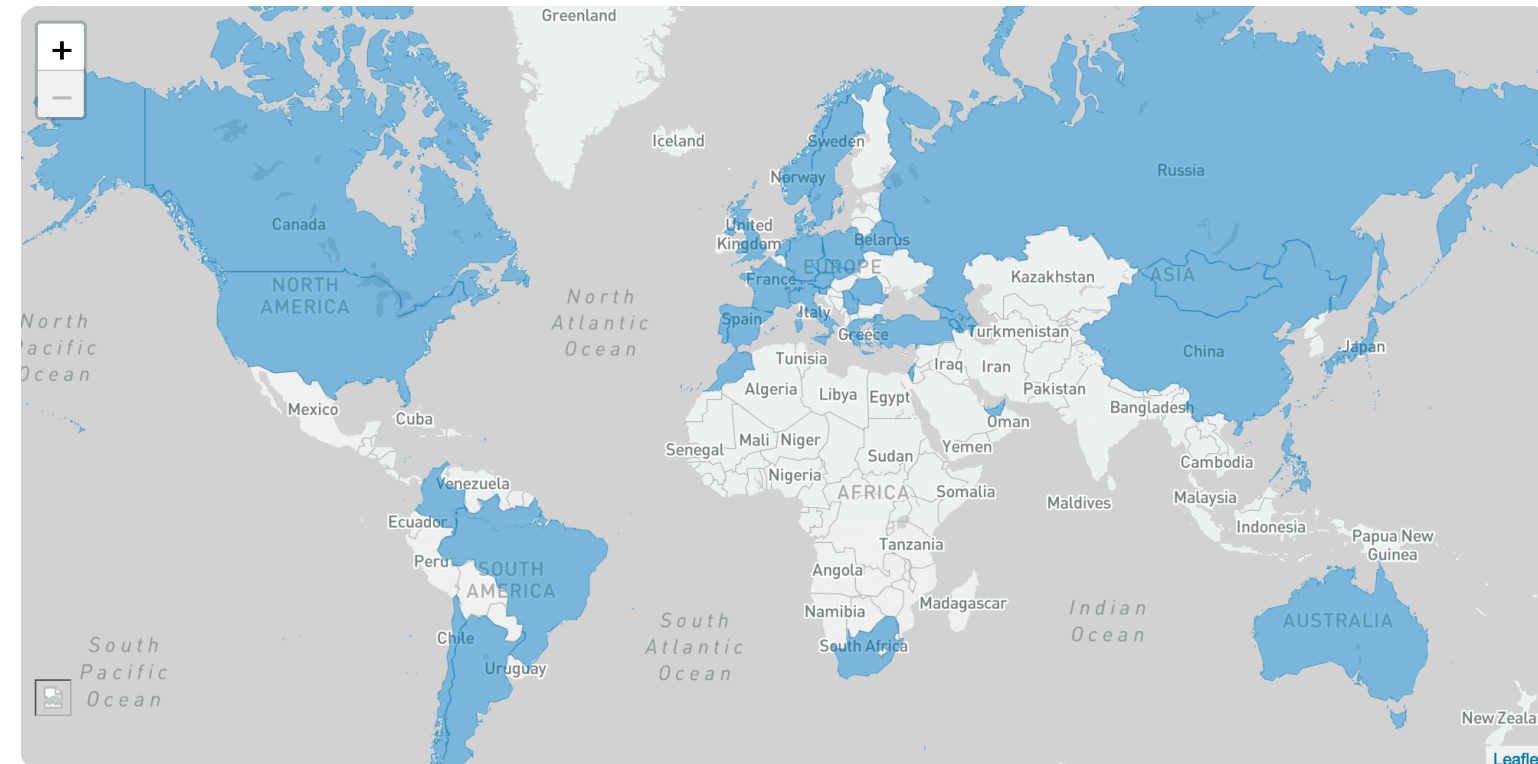 Greenland
+
−
Iceland
Sweden
Norway
Russia
Canada
United
Kingdom
Belarus
EUROPE
NORTH
AMERICA
France
Kazakhstan
ASIA
North
Atlantic
Ocean
North
Pacific
Ocean
Spain
Italy
Greece
Turkmenistan
China
Japan
Tunisia
Iraq
Iran
Algeria
Libya
Egypt
Pakistan
Bangladesh
Mexico
Cuba
Oman
Senegal
Mali
Niger
Sudan
Yemen
Cambodia
Venezuela
Nigeria
AFRICA
Somalia
Maldives
Malaysia
Ecuador
Indonesia
Papua New
Guinea
Peru
SOUTH
AMERICA
Tanzania
Angola
Namibia
Madagascar
Indian
Ocean
AUSTRALIA
South
Pacific
Ocean
Chile
Uruguay
South
Atlantic
Ocean
South Africa
New Zeala
Leafle